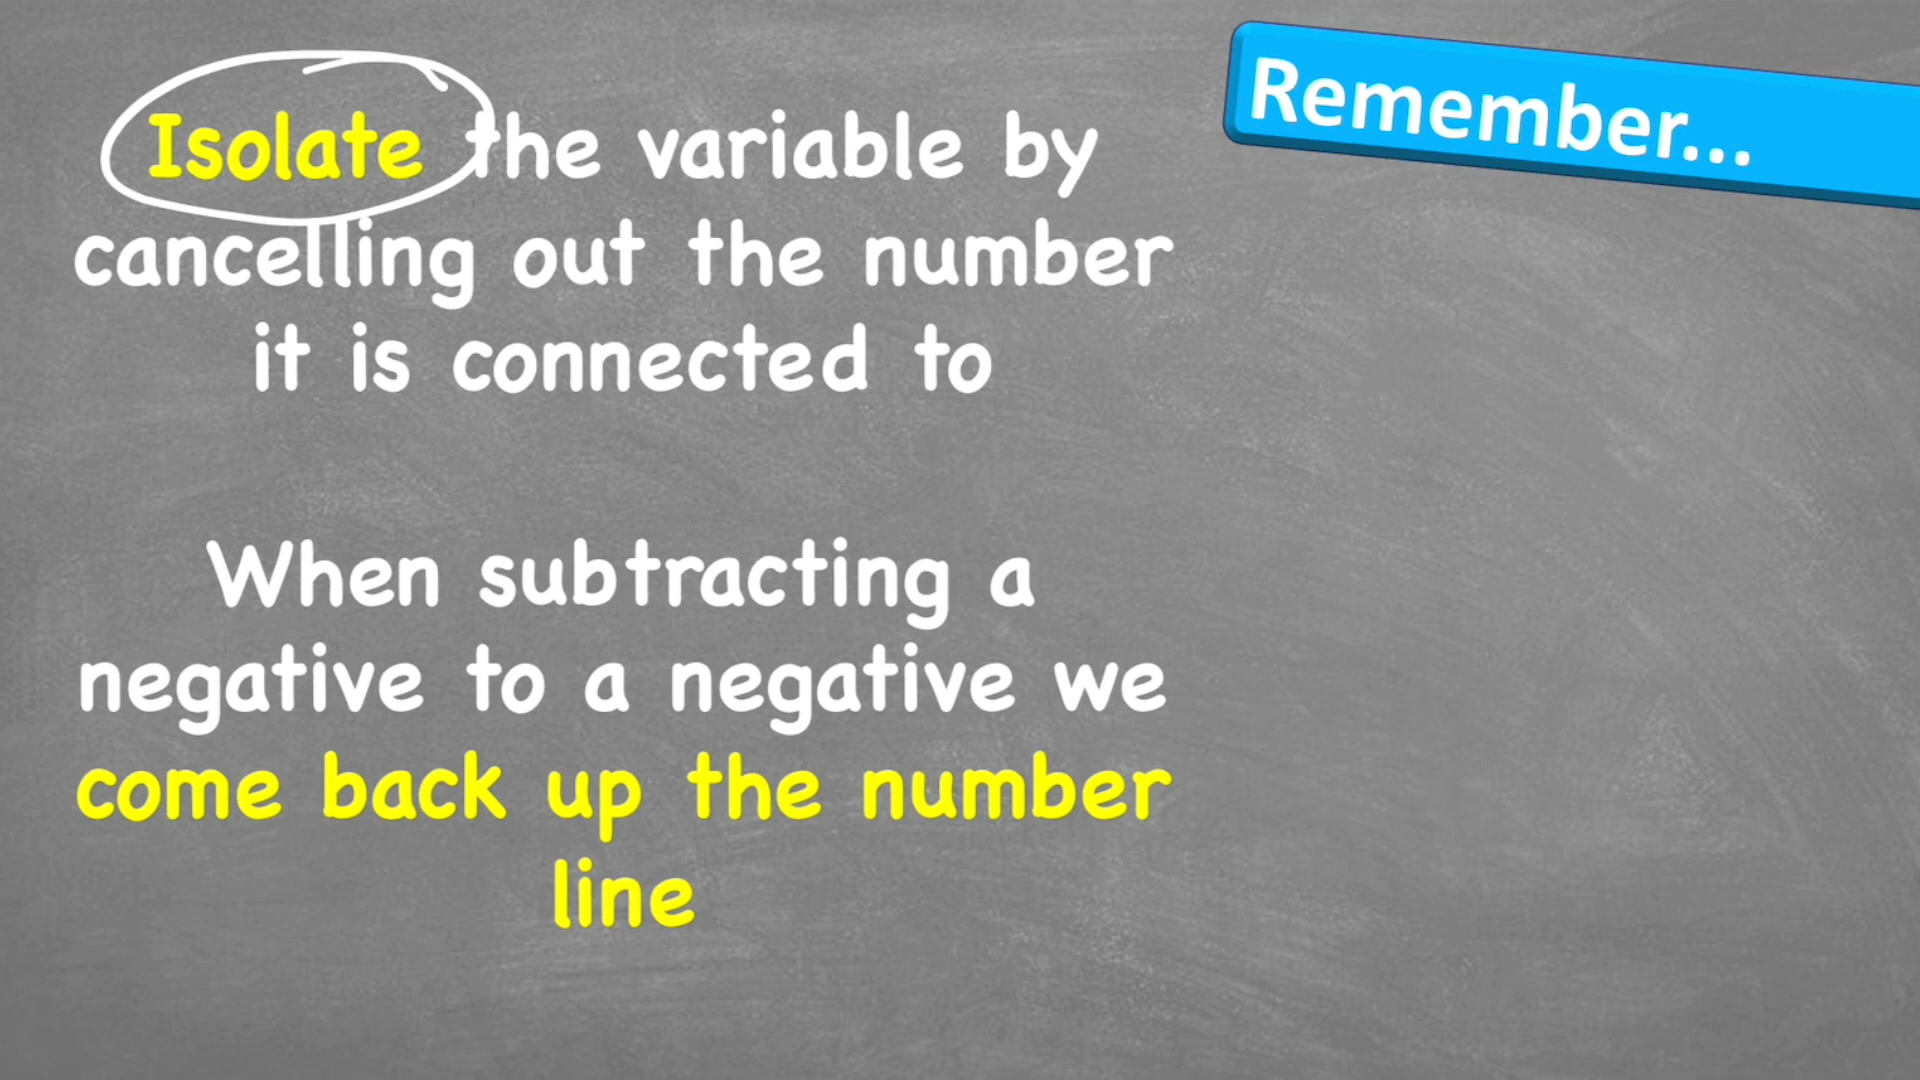 Remember...
Isolate the variable by
cancelling out the number
it is connected to
When subtracting a
negative to a negative we
come back up the number
line